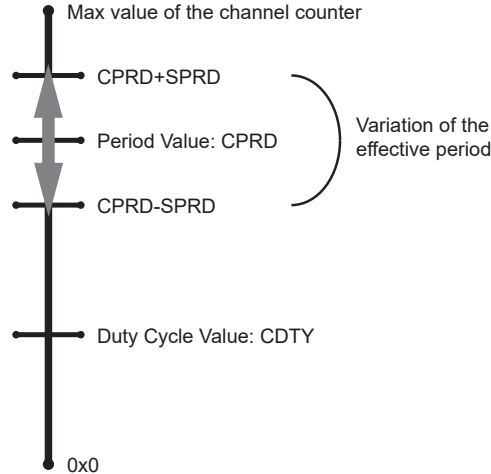 Max value of the channel counter
CPRD+SPRD
Period Value: CPRD
Variation of the
effective period
CPRD-SPRD
Duty Cycle Value: CDTY
0x0